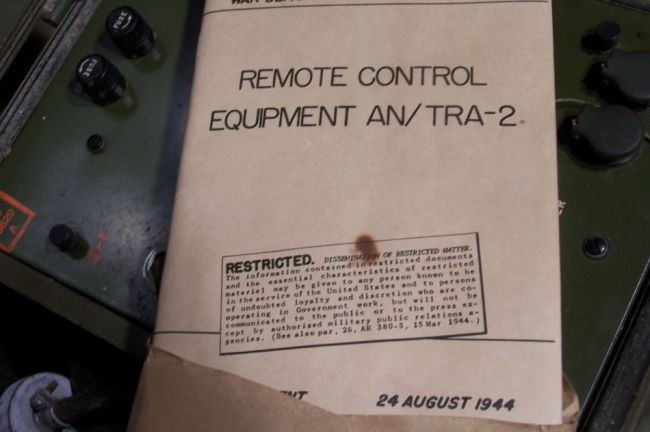 FUSE
FUSE
REMOTE CONTROL
EQUIPMENT AN/TRA-2
RESTRICTED. DISSEMINATION OF RESTRICTED MATTER.
The information contained in restricted documents
and the essential characteristics of restricted
materiel may be given to any person known to be
in the service of the United States and to persons
of undoubted loyalty and discretion who are co-
operating in Government work, but will not be
communicated to the public or to the press ex-
cept by authorized military public relations a-
gencies. (See also par. 28, AR 380-5, 15 Mar 1944.)
24 AUGUST 1944